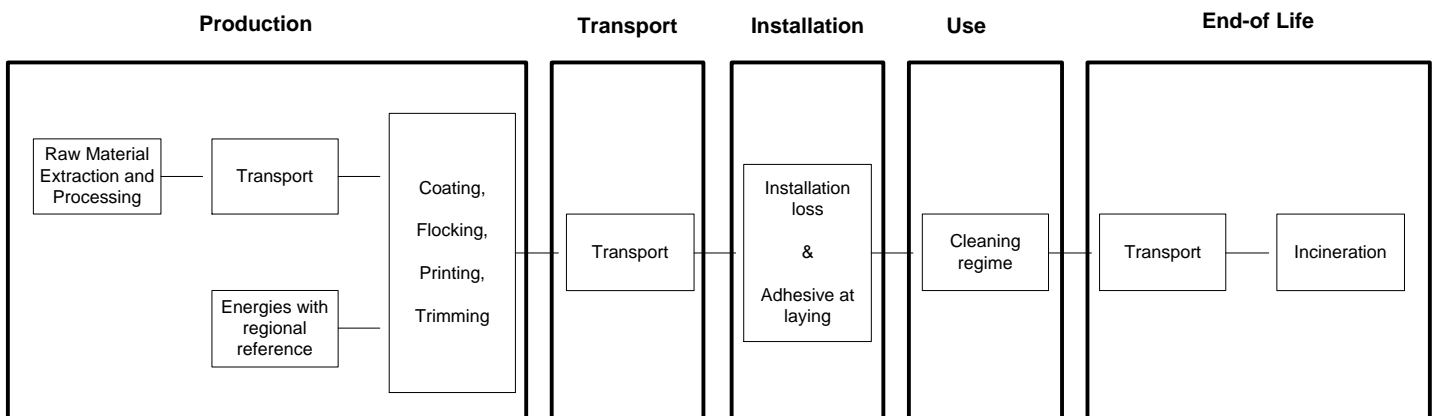 Production
Transport
Installation
Use
End-of Life
Raw Material
Extraction and
Processing
Transport
Energies with
regional
reference
Coating,
Flocking,
Printing,
Trimming
Transport
Installation
loss
&
Adhesive at
laying
Cleaning
regime
Transport
Incineration